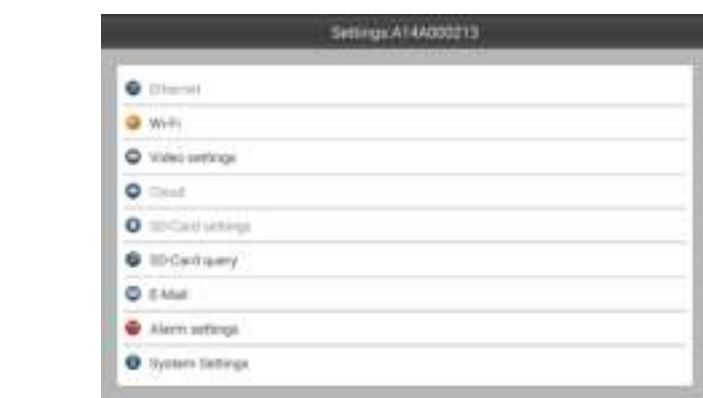 Settings:A14A000213
Ethernet
Wi-Fi
Video settings
Cloud
SD-Card settings
SD-Card query
E-Mail
Alarm settings
System Settings